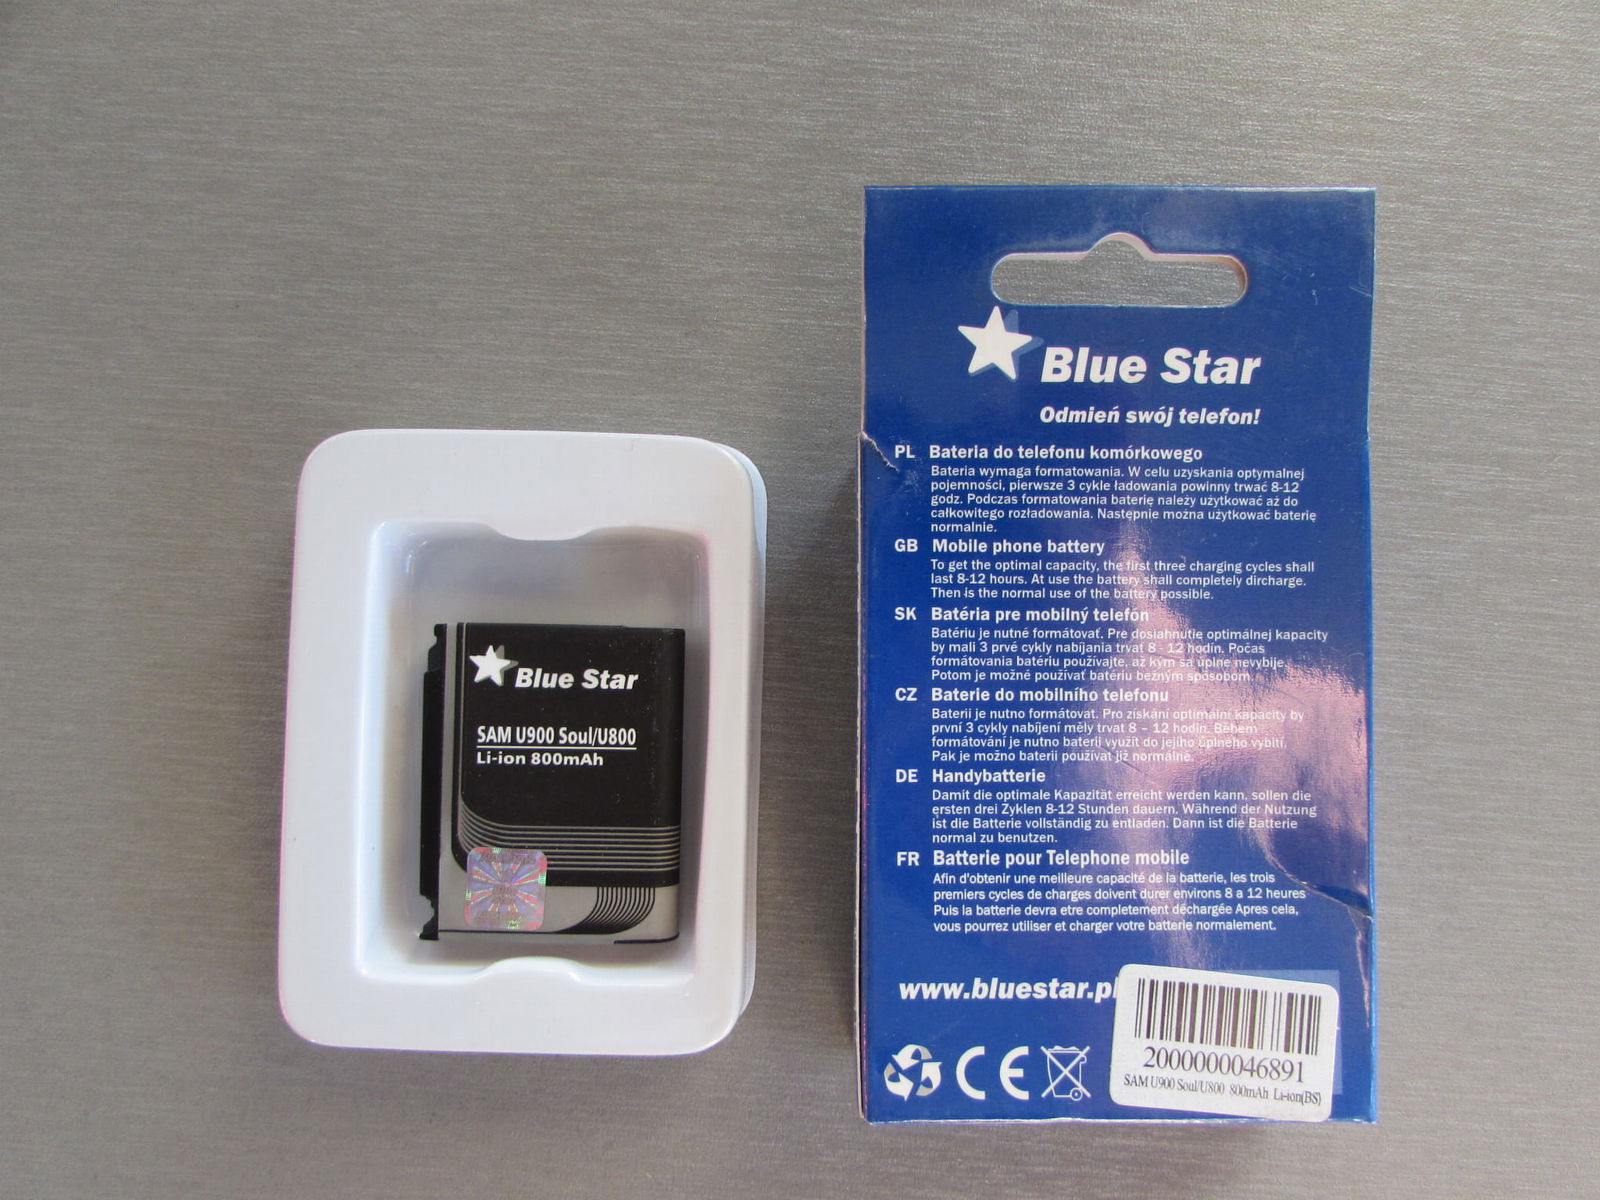 Blue Star
SAM U900 Soul/U800
Li-ion 800mAh
Blue Star
Odmień swój telefon!
PL Bateria do telefonu komórkowego
Bateria wymaga formatowania. W celu uzyskania optymalnej
pojemności, pierwsze 3 cykle ładowania powinny trwać 8-12
godz. Podczas formatowania baterię należy użytkować aż do
całkowitego rozładowania. Następnie można użytkować baterię
normalnie.
GB Mobile phone battery
To get the optimal capacity, the first three charging cycles shall
last 8-12 hours. At use the battery shall completely dircharge.
Then is the normal use of the battery possible.
SK Batéria pre mobilný telefón
Batériu je nutné formátovať. Pre dosiahnutie optimálnej kapacity
by mali 3 prvé cykly nabíjania trvať 8 - 12 hodín. Počas
formátovania batériu používajte, až kým sa úplne nevybije.
Potom je možné používať batériu bežným spôsobom.
CZ Baterie do mobilního telefonu
Baterii je nutno formátovat. Pro získání optimální kapacity by
první 3 cykly nabíjení měly trvat 8 – 12 hodin. Během
formátování je nutno baterii využít do jejího úplného vybití.
Pak je možno baterii používat již normálně.
DE Handybatterie
Damit die optimale Kapazität erreicht werden kann, sollen die
ersten drei Zyklen 8-12 Stunden dauern. Während der Nutzung
ist die Batterie vollständig zu entladen. Dann ist die Batterie
normal zu benutzen.
FR Batterie pour Telephone mobile
Afin d'obtenir une meilleure capacité de la batterie, les trois
premiers cycles de charges doivent durer environs 8 a 12 heures
Puis la batterie devra etre completement déchargée Apres cela,
vous pourrez utiliser et charger votre batterie normalement.
www.bluestar.pl
CE
2000000046891
SAM U900 Soul/U800 800mAh Li-ion(BS)